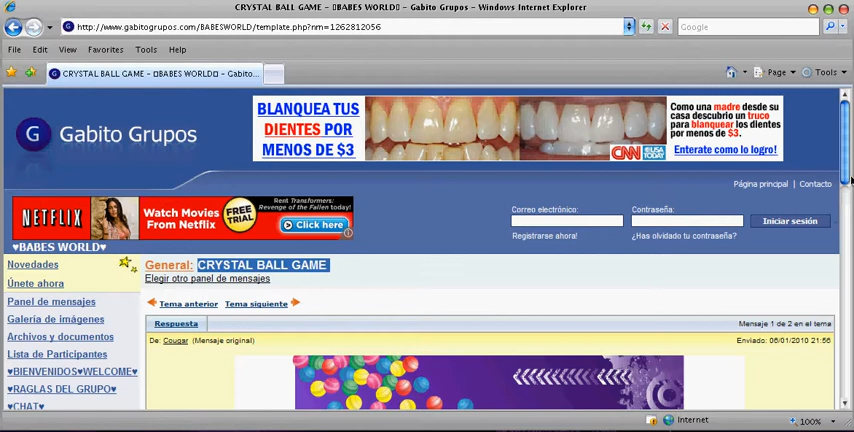 CRYSTAL BALL GAME - ▯BABES WORLD▯ - Gabito Grupos - Windows Internet Explorer
http://www.gabitogrupos.com/BABESWORLD/template.php?nm=1262812056
Google
File Edit View Favorites Tools Help
CRYSTAL BALL GAME - ▯BABES WORLD▯ - Gabito...
Page Tools
G Gabito Grupos
BLANQUEA TUS
DIENTES POR
MENOS DE $3
Como una madre desde su
casa descubrio un truco
para blanquear los dientes
por menos de $3.
CNN USA TODAY
Enterate como lo logro!
Página principal | Contacto
NETFLIX
Watch Movies
From Netflix
FREE
TRIAL
Rent Transformers:
Revenge of the Fallen today!
Click here
Correo electrónico: Contraseña:
Iniciar sesión
Registrarse ahora! ¿Has olvidado tu contraseña?
♥BABES WORLD♥
Novedades
Únete ahora
Panel de mensajes
Galería de imágenes
Archivos y documentos
Lista de Participantes
♥BIENVENIDOS♥WELCOME♥
♥RAGLAS DEL GRUPO♥
♥CHAT♥
General: CRYSTAL BALL GAME
Elegir otro panel de mensajes
Tema anterior Tema siguiente
Respuesta Mensaje 1 de 2 en el tema
De: Cougar (Mensaje original) Enviado: 06/01/2010 21:56
Internet 100%